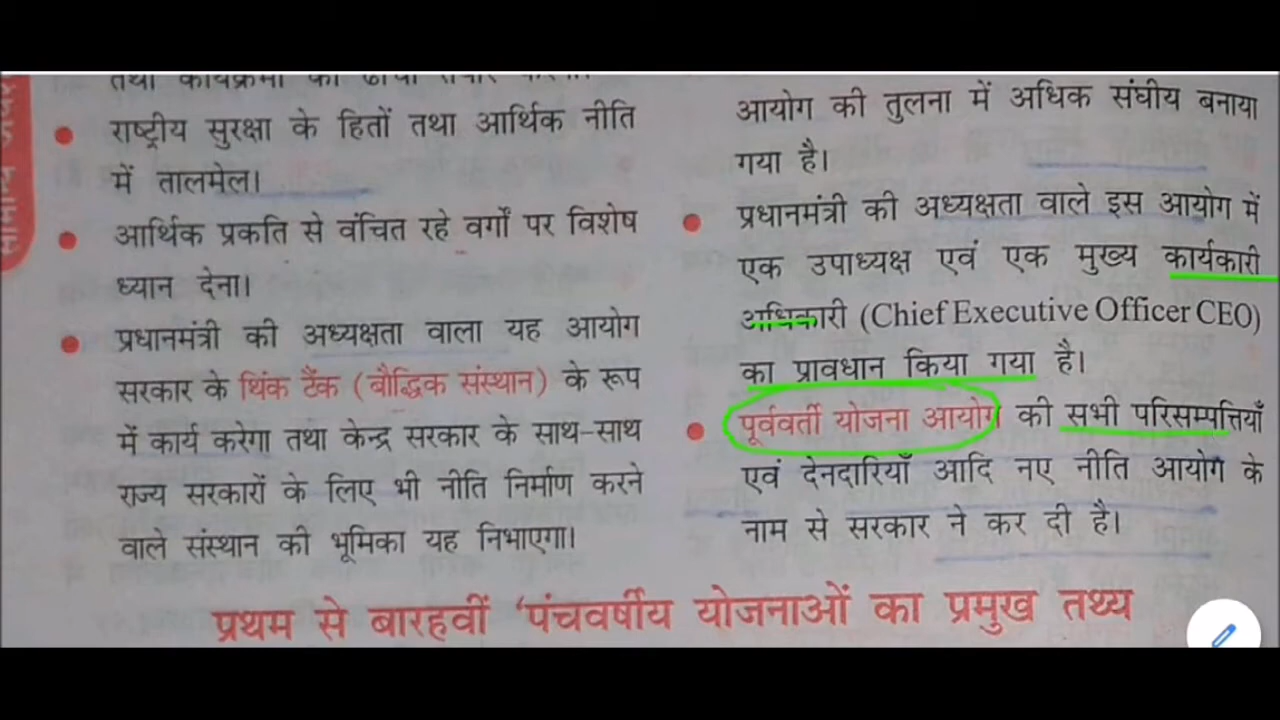 राष्ट्रीय सुरक्षा के हितों तथा आर्थिक नीति
में तालमेल।
आर्थिक प्रकति से वंचित रहे वर्गों पर विशेष
ध्यान देना।
प्रधानमंत्री की अध्यक्षता वाला यह आयोग
सरकार के थिंक टैंक (बौद्धिक संस्थान) के रूप
में कार्य करेगा तथा केन्द्र सरकार के साथ-साथ
राज्य सरकारों के लिए भी नीति निर्माण करने
वाले संस्थान की भूमिका यह निभाएगा।
आयोग की तुलना में अधिक संघीय बनाया
गया है।
प्रधानमंत्री की अध्यक्षता वाले इस आयोग में
एक उपाध्यक्ष एवं एक मुख्य कार्यकारी
अधिकारी (Chief Executive Officer CEO)
का प्रावधान किया गया है।
पूर्ववर्ती योजना आयोग की सभी परिसम्पत्तियाँ
एवं देनदारियाँ आदि नए नीति आयोग के
नाम से सरकार ने कर दी है।
प्रथम से बारहवीं 'पंचवर्षीय योजनाओं का प्रमुख तथ्य